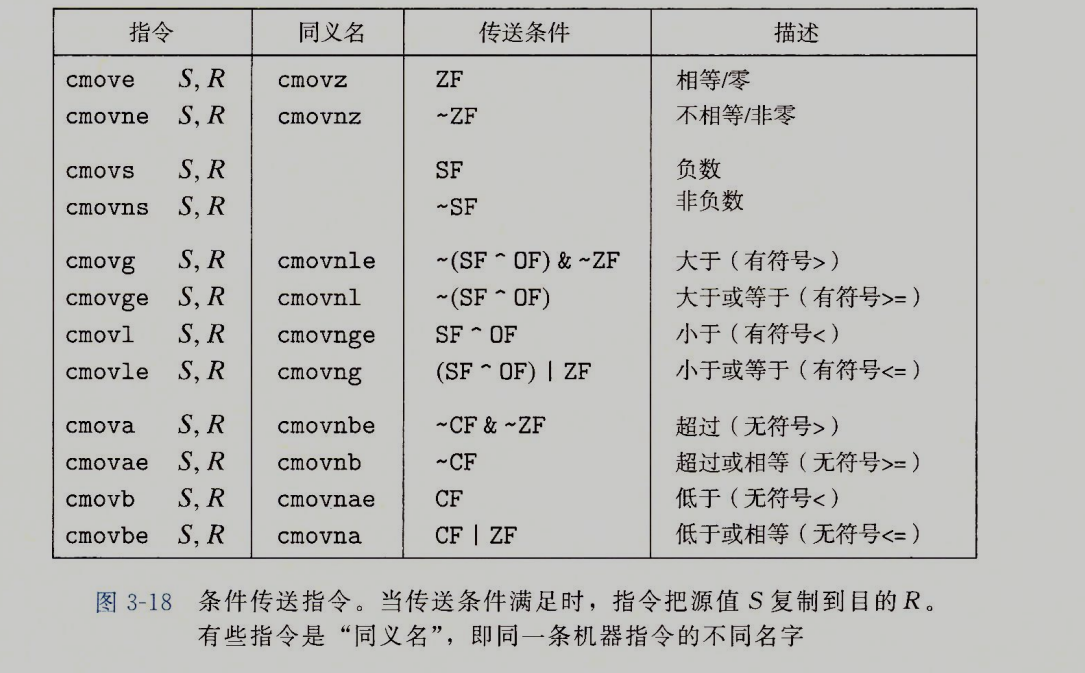 指令 同义名 传送条件 描述
cmove S, R cmovz ZF 相等/零
cmovne S, R cmovnz ~ZF 不相等/非零
cmovs S, R SF 负数
cmovns S, R ~SF 非负数
cmovg S, R cmovnle ~(SF ^ OF) & ~ZF 大于（有符号>）
cmovge S, R cmovnl ~(SF ^ OF) 大于或等于（有符号>=）
cmovl S, R cmovnge SF ^ OF 小于（有符号<）
cmovle S, R cmovng (SF ^ OF) | ZF 小于或等于（有符号<=）
cmova S, R cmovnbe ~CF & ~ZF 超过（无符号>）
cmovae S, R cmovnb ~CF 超过或相等（无符号>=）
cmovb S, R cmovnae CF 低于（无符号<）
cmovbe S, R cmovna CF | ZF 低于或相等（无符号<=）
图 3-18 条件传送指令。当传送条件满足时，指令把源值 S 复制到目的 R。
有些指令是“同义名”，即同一条机器指令的不同名字